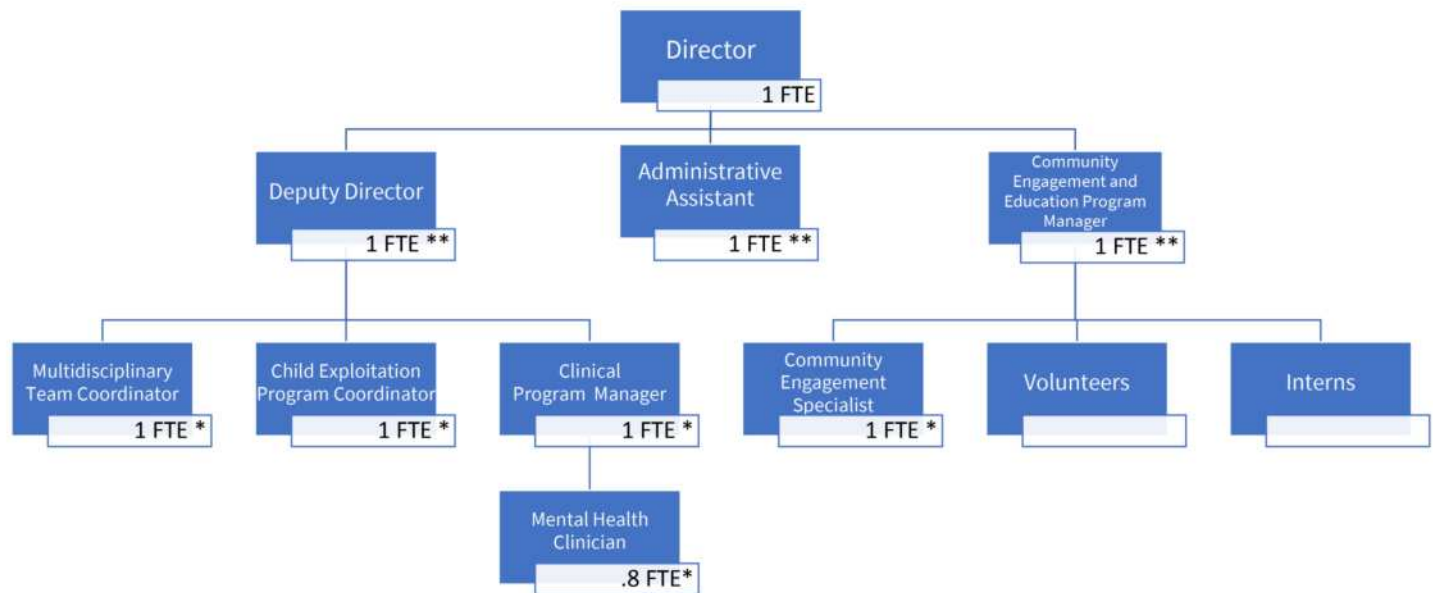 Director
1 FTE
Deputy Director
1 FTE **
Administrative
Assistant
1 FTE **
Community
Engagement and
Education Program
Manager
1 FTE **
Multidisciplinary
Team Coordinator
1 FTE *
Child Exploitation
Program Coordinator
1 FTE *
Clinical
Program Manager
1 FTE *
Community
Engagement
Specialist
1 FTE *
Volunteers
Interns
Mental Health
Clinician
.8 FTE*